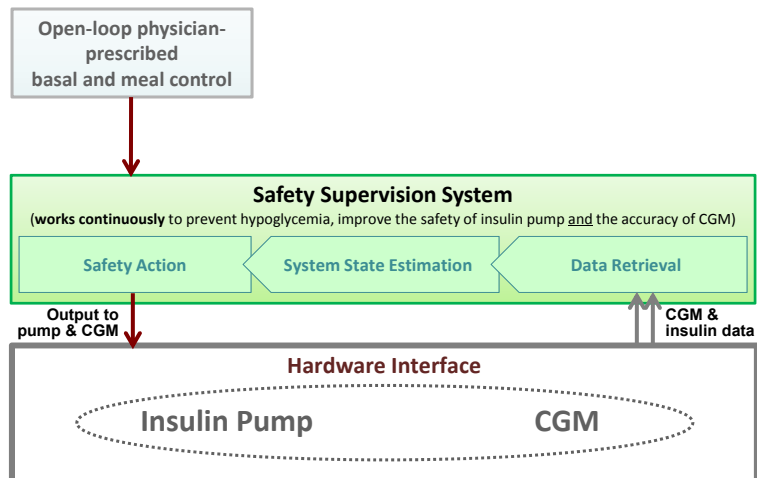 Open-loop physician-
prescribed
basal and meal control
Safety Supervision System
(works continuously to prevent hypoglycemia, improve the safety of insulin pump and the accuracy of CGM)
Safety Action
System State Estimation
Data Retrieval
Output to
pump & CGM
CGM &
insulin data
Hardware Interface
Insulin Pump
CGM